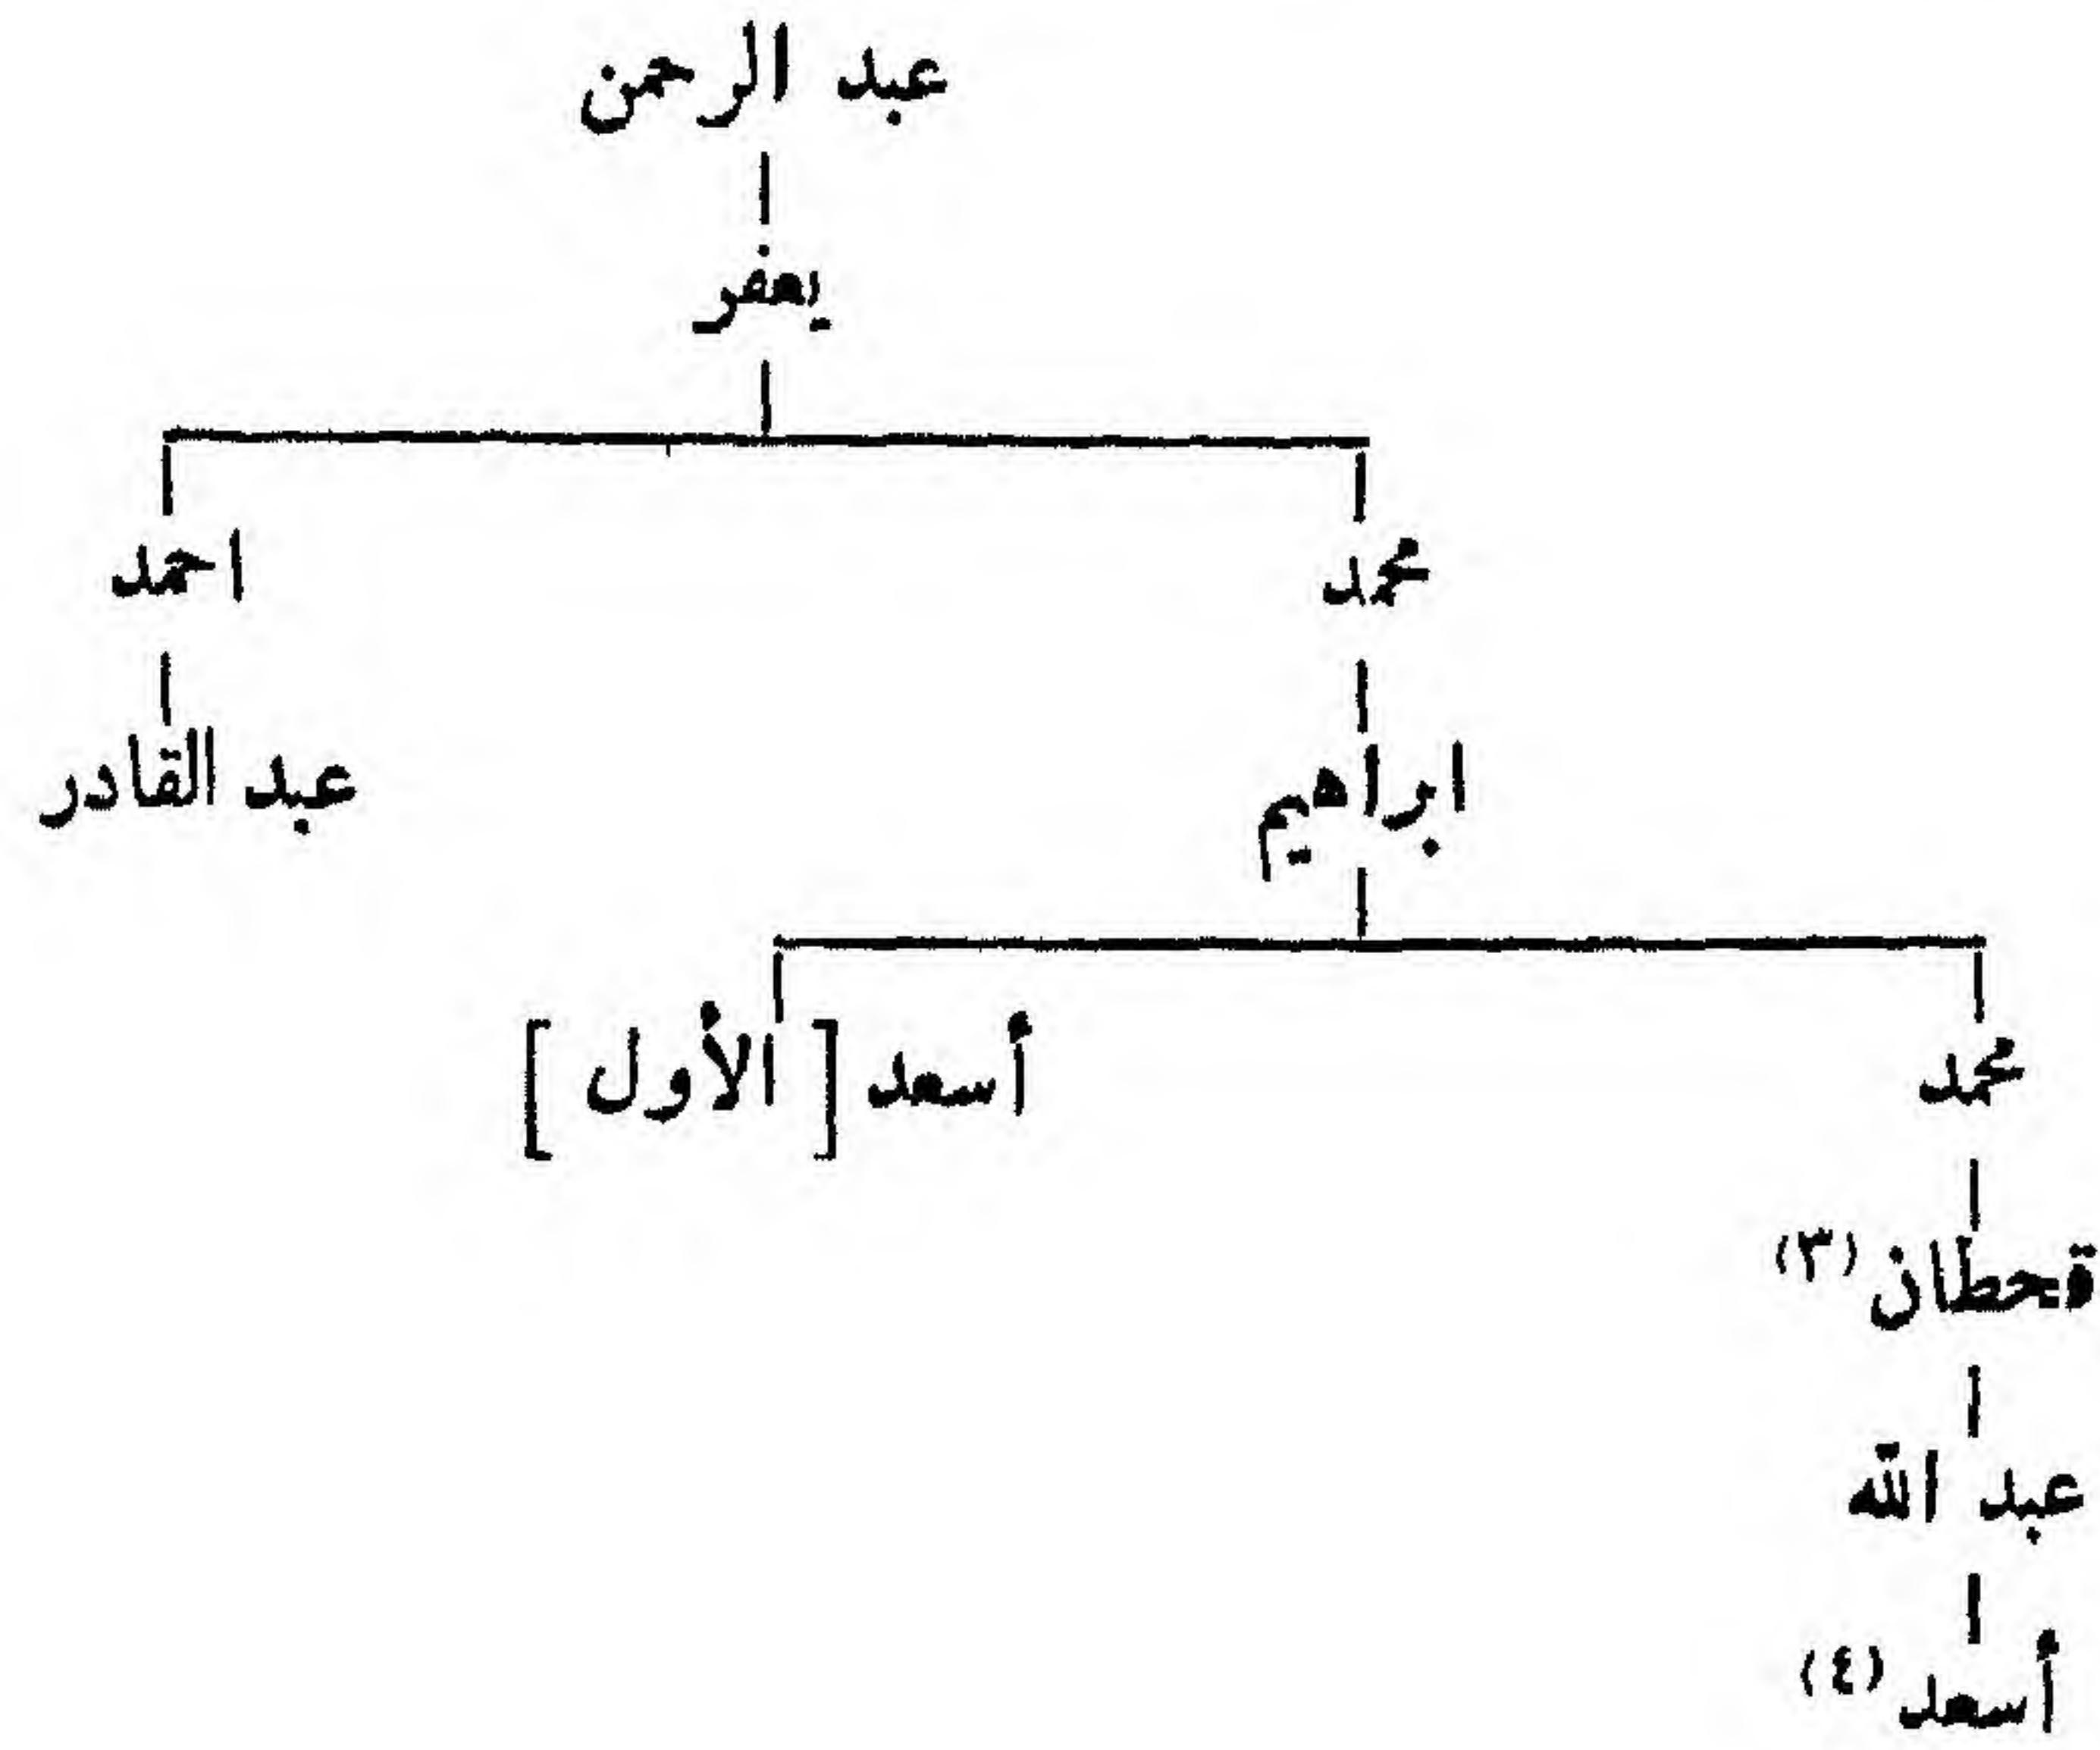 عبد الرحمن
يعفر
محمد
احمد
ابراهيم
عبد القادر
محمد
أسعد [ الأول ]
قحطان (٣)
عبد الله
أسعد (٤)